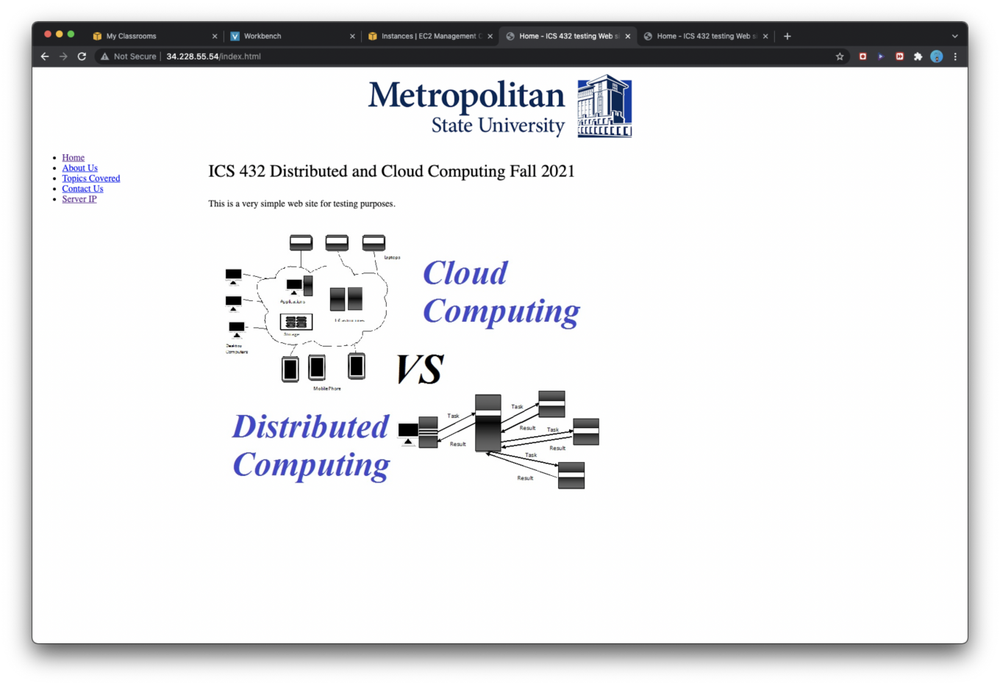 My Classrooms
Workbench
Instances | EC2 Management C
Home - ICS 432 testing Web si
Home - ICS 432 testing Web si
Not Secure | 34.228.55.54/index.html
Metropolitan
State University
Home
About Us
Topics Covered
Contact Us
Server IP
ICS 432 Distributed and Cloud Computing Fall 2021
This is a very simple web site for testing purposes.
laptops
Applications
Storage
Desktop
Computers
Mobile Phone
Cloud
Computing
VS
Distributed
Computing
Task
Result
Task
Result
Task
Result
Task
Result